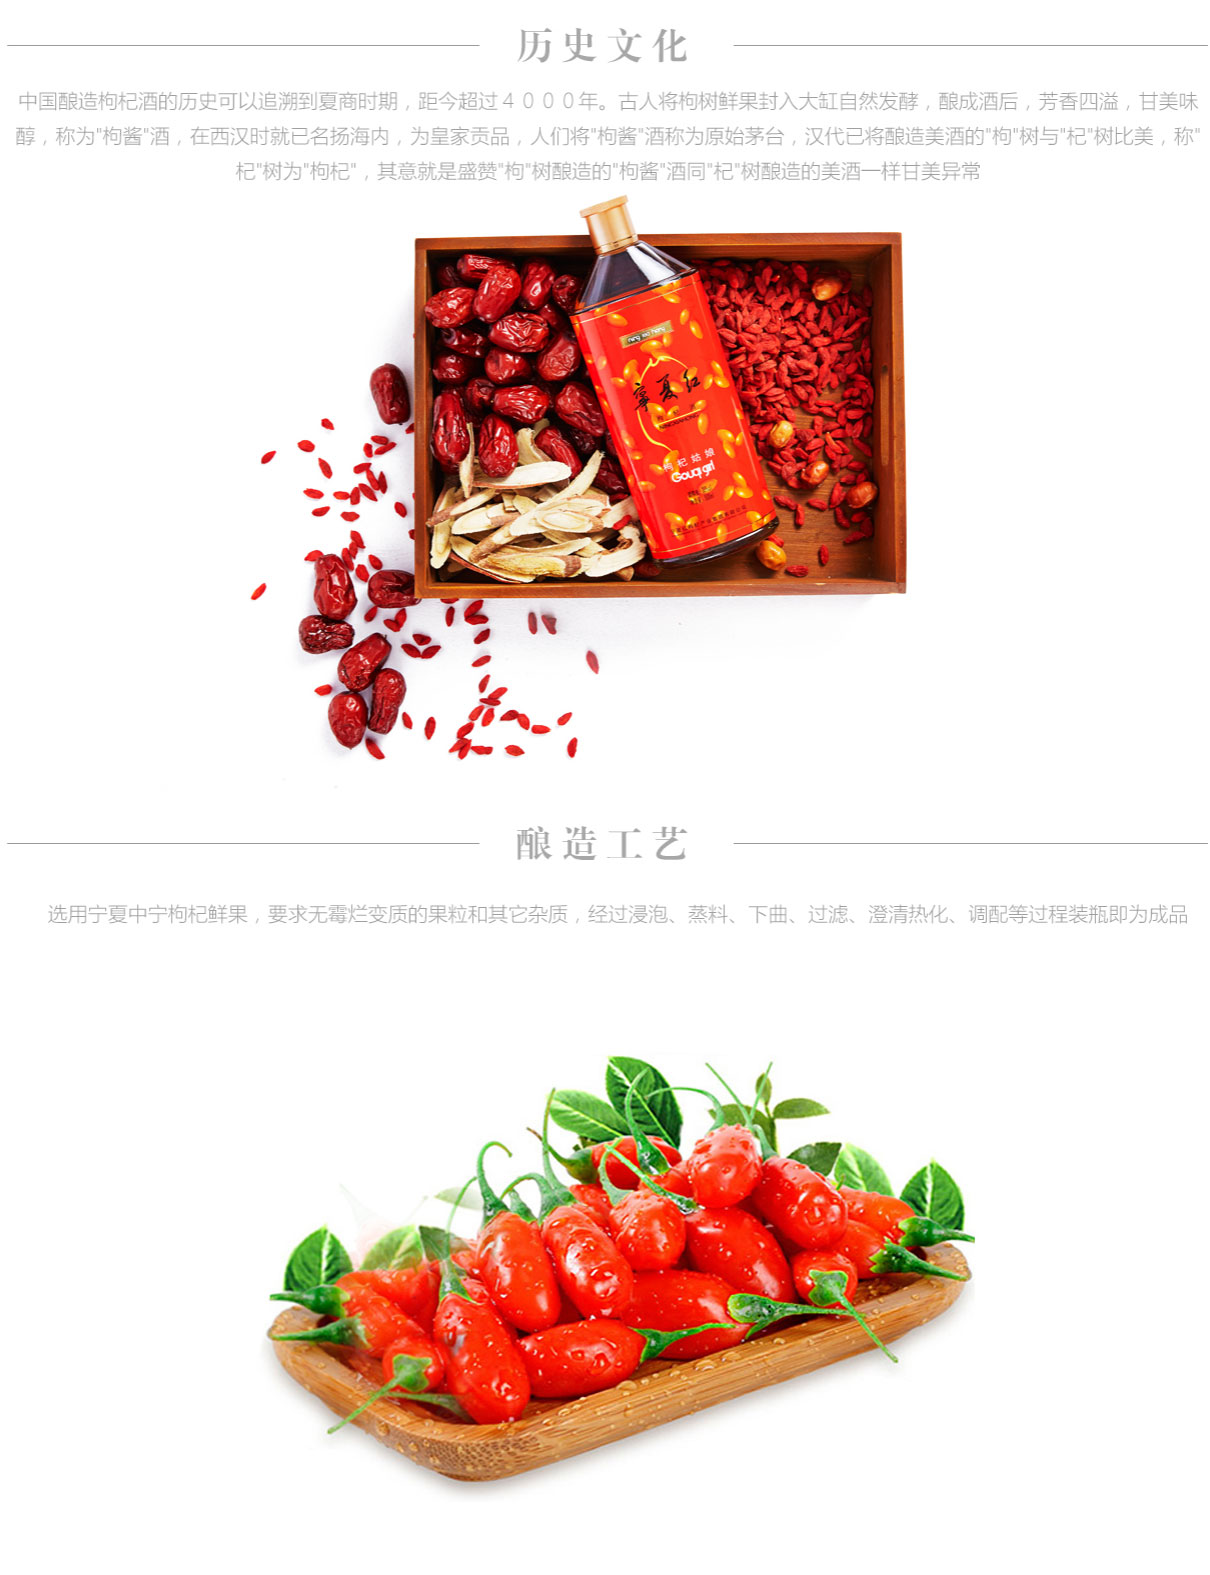 历史文化
中国酿造枸杞酒的历史可以追溯到夏商时期，距今超过４０００年。古人将枸树鲜果封入大缸自然发酵，酿成酒后，芳香四溢，甘美味
醇，称为"枸酱"酒，在西汉时就已名扬海内，为皇家贡品，人们将"枸酱"酒称为原始茅台，汉代已将酿造美酒的"枸"树与"杞"树比美，称"
杞"树为"枸杞"，其意就是盛赞"枸"树酿造的"枸酱"酒同"杞"树酿造的美酒一样甘美异常
ning xia hong
寧夏红
枸杞姑娘
Gouqi girl
酿造工艺
选用宁夏中宁枸杞鲜果，要求无霉烂变质的果粒和其它杂质，经过浸泡、蒸料、下曲、过滤、澄清热化、调配等过程装瓶即为成品